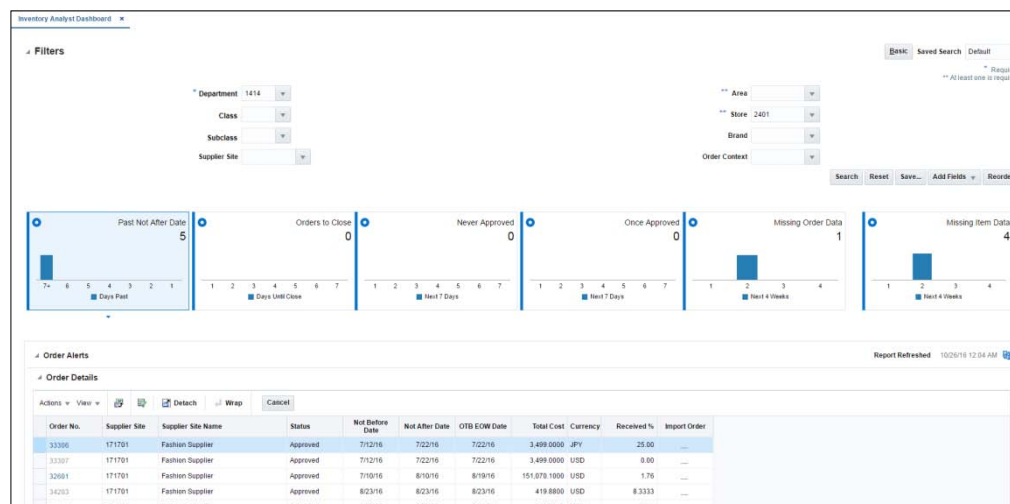 Inventory Analyst Dashboard ×
Filters
Basic Saved Search Default
* Requi
** At least one is requi
* Department 1414 ** Area
Class ** Store 2401
Subclass Brand
Supplier Site Order Context
Search Reset Save... Add Fields Reorde
Past Not After Date Orders to Close Never Approved Once Approved Missing Order Data Missing Item Data
5 0 0 0 1 4
7+ 6 5 4 3 2 1 1 2 3 4 5 6 7 1 2 3 4 5 6 7 1 2 3 4 5 6 7 1 2 3 4 1 2 3 4
Days Past Days Until Close Next 7 Days Next 7 Days Next 4 Weeks Next 4 Weeks
Order Alerts Report Refreshed 10/26/16 12:04 AM
Order Details
Actions View Detach Wrap Cancel
Order No. Supplier Site Supplier Site Name Status Not Before Date Not After Date OTB EOW Date Total Cost Currency Received % Import Order
33306 171701 Fashion Supplier Approved 7/12/16 7/22/16 7/22/16 3,499.0000 JPY 25.00 ...
33307 171701 Fashion Supplier Approved 7/12/16 7/22/16 7/22/16 3,499.0000 USD 0.00 ...
32601 171701 Fashion Supplier Approved 7/10/16 8/10/16 8/19/16 151,078.1000 USD 1.76 ...
34203 171701 Fashion Supplier Approved 8/23/16 8/23/16 8/23/16 419.8800 USD 8.3333 ...